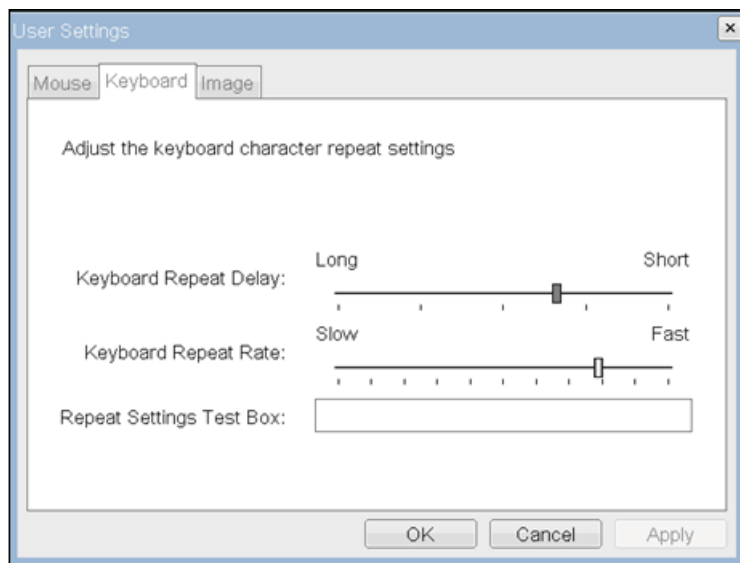 User Settings
Mouse Keyboard Image
Adjust the keyboard character repeat settings
Long Short
Keyboard Repeat Delay:
Slow Fast
Keyboard Repeat Rate:
Repeat Settings Test Box:
OK Cancel Apply